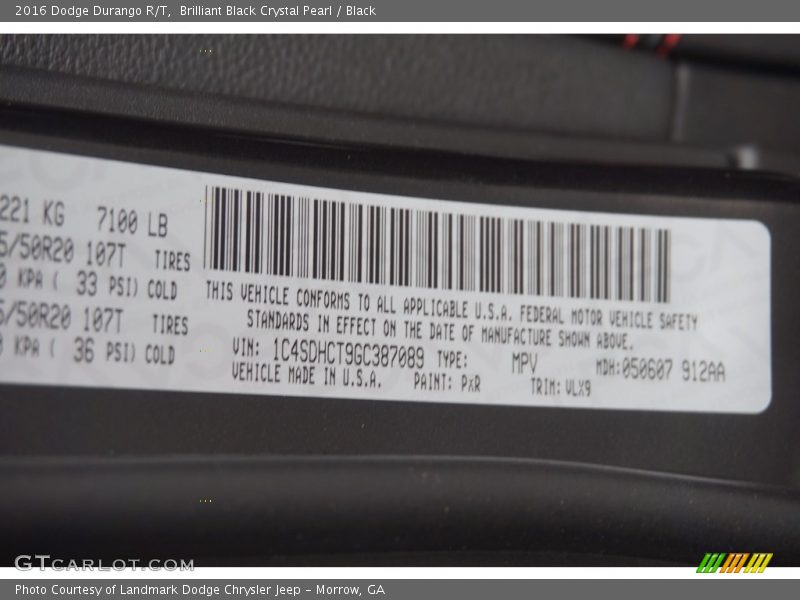 2016 Dodge Durango R/T,  Brilliant Black Crystal Pearl / Black
221 KG 7100 LB
5/50R20 107T TIRES
0 KPA ( 33 PSI) COLD
5/50R20 107T TIRES
0 KPA ( 36 PSI) COLD
THIS VEHICLE CONFORMS TO ALL APPLICABLE U.S.A. FEDERAL MOTOR VEHICLE SAFETY
STANDARDS IN EFFECT ON THE DATE OF MANUFACTURE SHOWN ABOVE.
VIN: 1C4SDHCT9GC387089 TYPE: MPV MDH:050607 912AA
VEHICLE MADE IN U.S.A. PAINT: PXR TRIM: VLX9
GTCARLOT.COM
Photo Courtesy of Landmark Dodge Chrysler Jeep – Morrow, GA